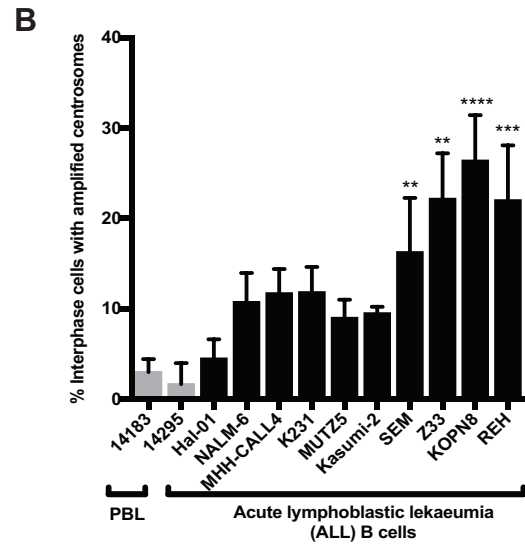 B
% Interphase cells with amplified centrosomes
40
30
20
10
0
**
**
****
***
14183
14295
Hal-01
NALM-6
MHH-CALL4
K231
MUTZ5
Kasumi-2
SEM
Z33
KOPN8
REH
PBL
Acute lymphoblastic lekaeumia
(ALL) B cells